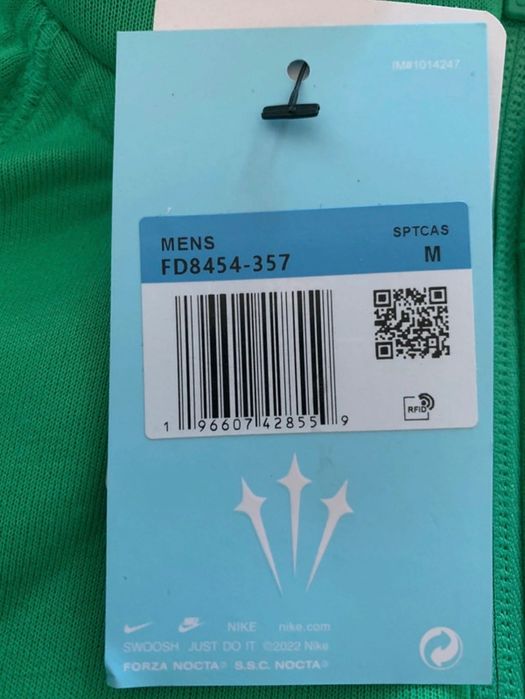 IM#1014247
MENS
SPTCAS
FD8454-357
M
1 96607 42855 9
RFID
NIKE nike.com
SWOOSH JUST DO IT ©2022 Nike
FORZA NOCTA® S.S.C. NOCTA®